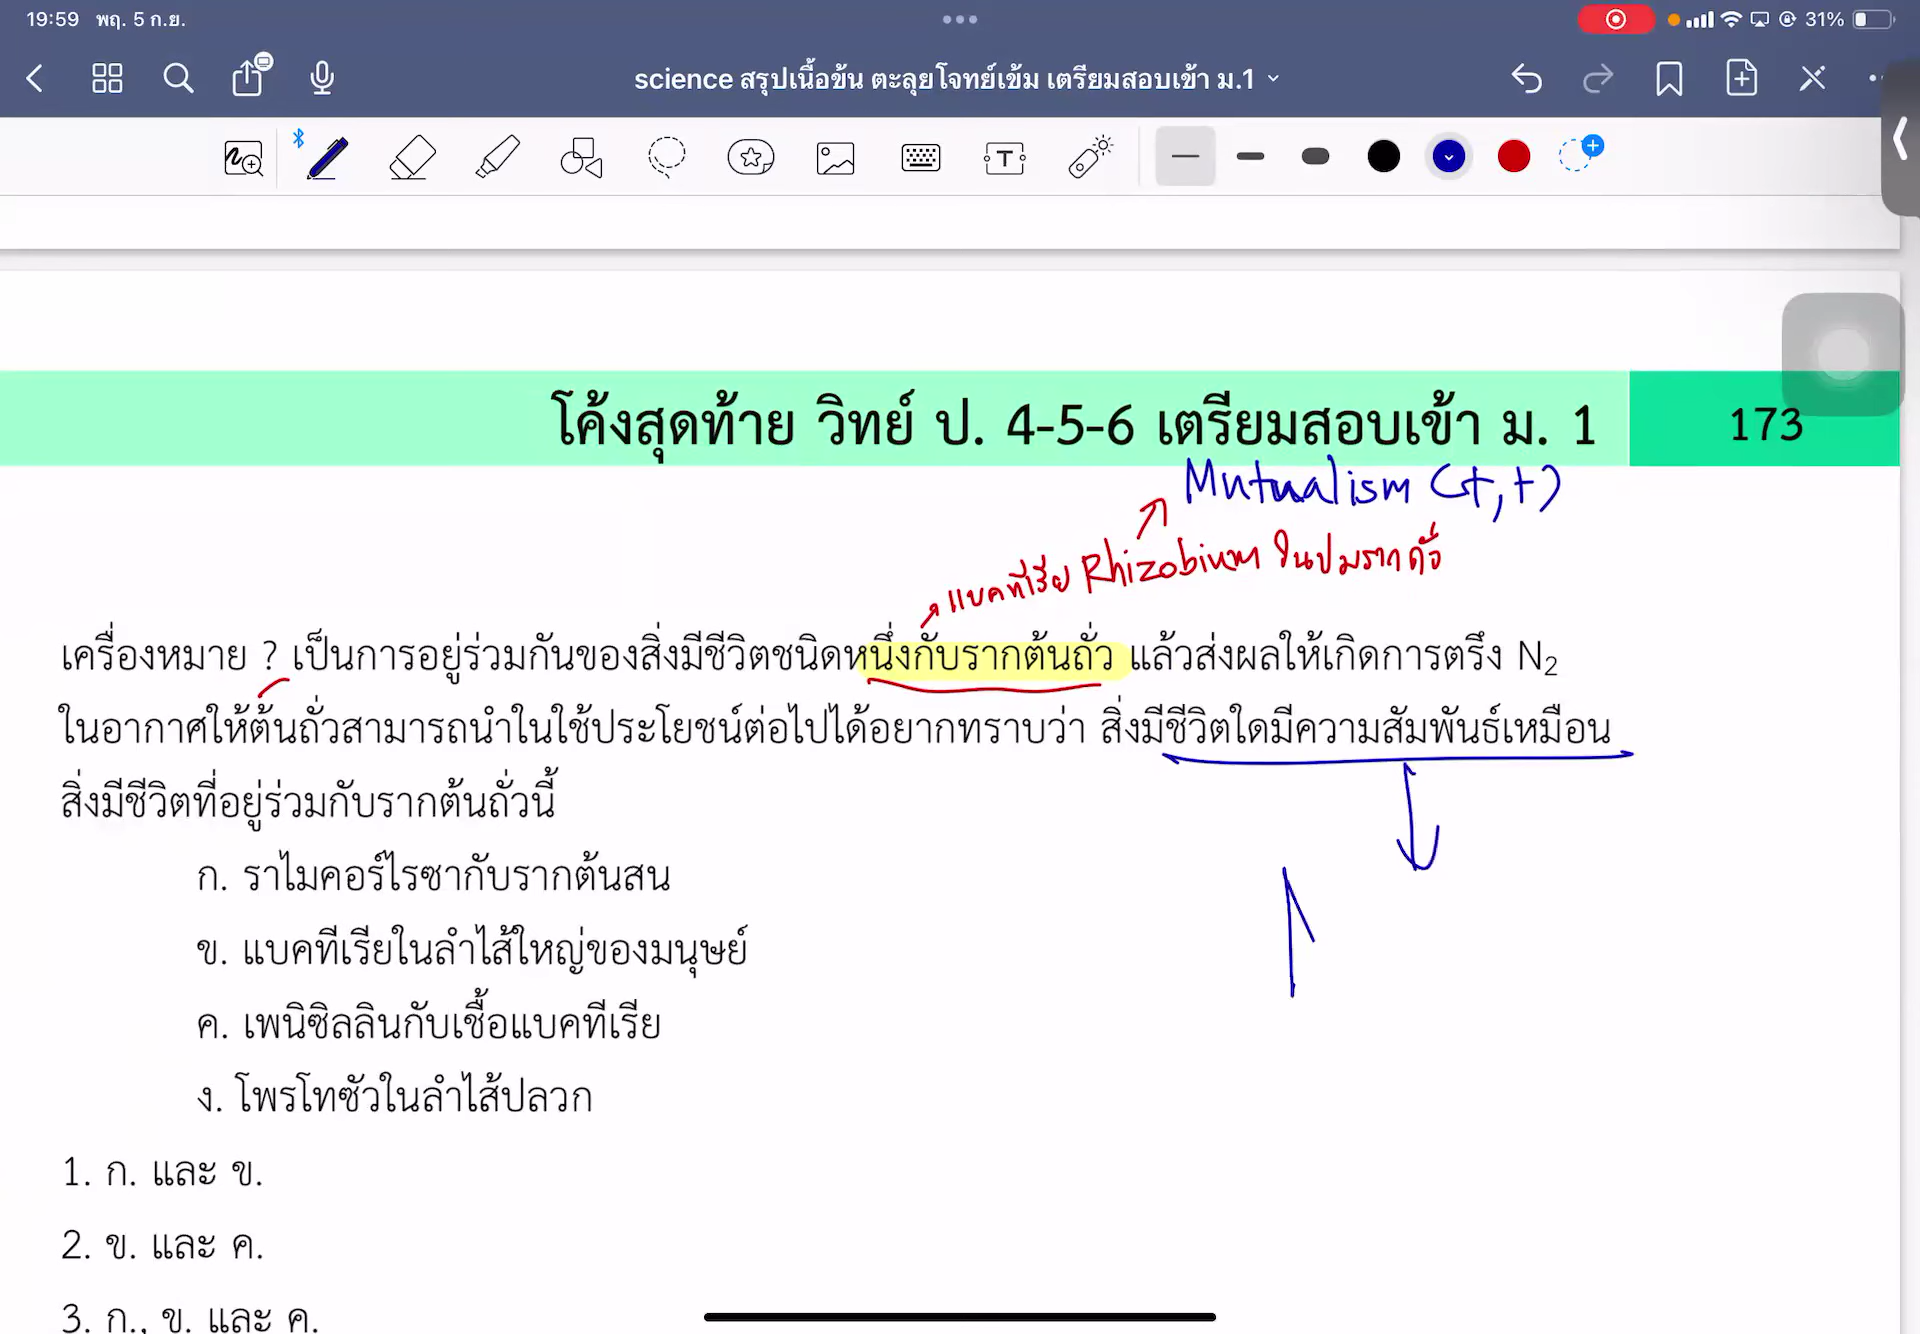 19:59 พฤ. 5 ก.ย.
31%
science สรุปเนื้อข้น ตะลุยโจทย์เข้ม เตรียมสอบเข้า ม.1
โค้งสุดท้าย วิทย์ ป. 4-5-6 เตรียมสอบเข้า ม. 1 173
Mutualism (+,+)
แบคทีเรีย Rhizobium ในปมรากถั่ว
เครื่องหมาย ? เป็นการอยู่ร่วมกันของสิ่งมีชีวิตชนิดหนึ่งกับรากต้นถั่ว แล้วส่งผลให้เกิดการตรึง N₂
ในอากาศให้ต้นถั่วสามารถนำในใช้ประโยชน์ต่อไปได้อยากทราบว่า สิ่งมีชีวิตใดมีความสัมพันธ์เหมือน
สิ่งมีชีวิตที่อยู่ร่วมกับรากต้นถั่วนี้
ก. ราไมคอร์ไรซากับรากต้นสน
ข. แบคทีเรียในลำไส้ใหญ่ของมนุษย์
ค. เพนิซิลลินกับเชื้อแบคทีเรีย
ง. โพรโทซัวในลำไส้ปลวก
1. ก. และ ข.
2. ข. และ ค.
3. ก., ข. และ ค.